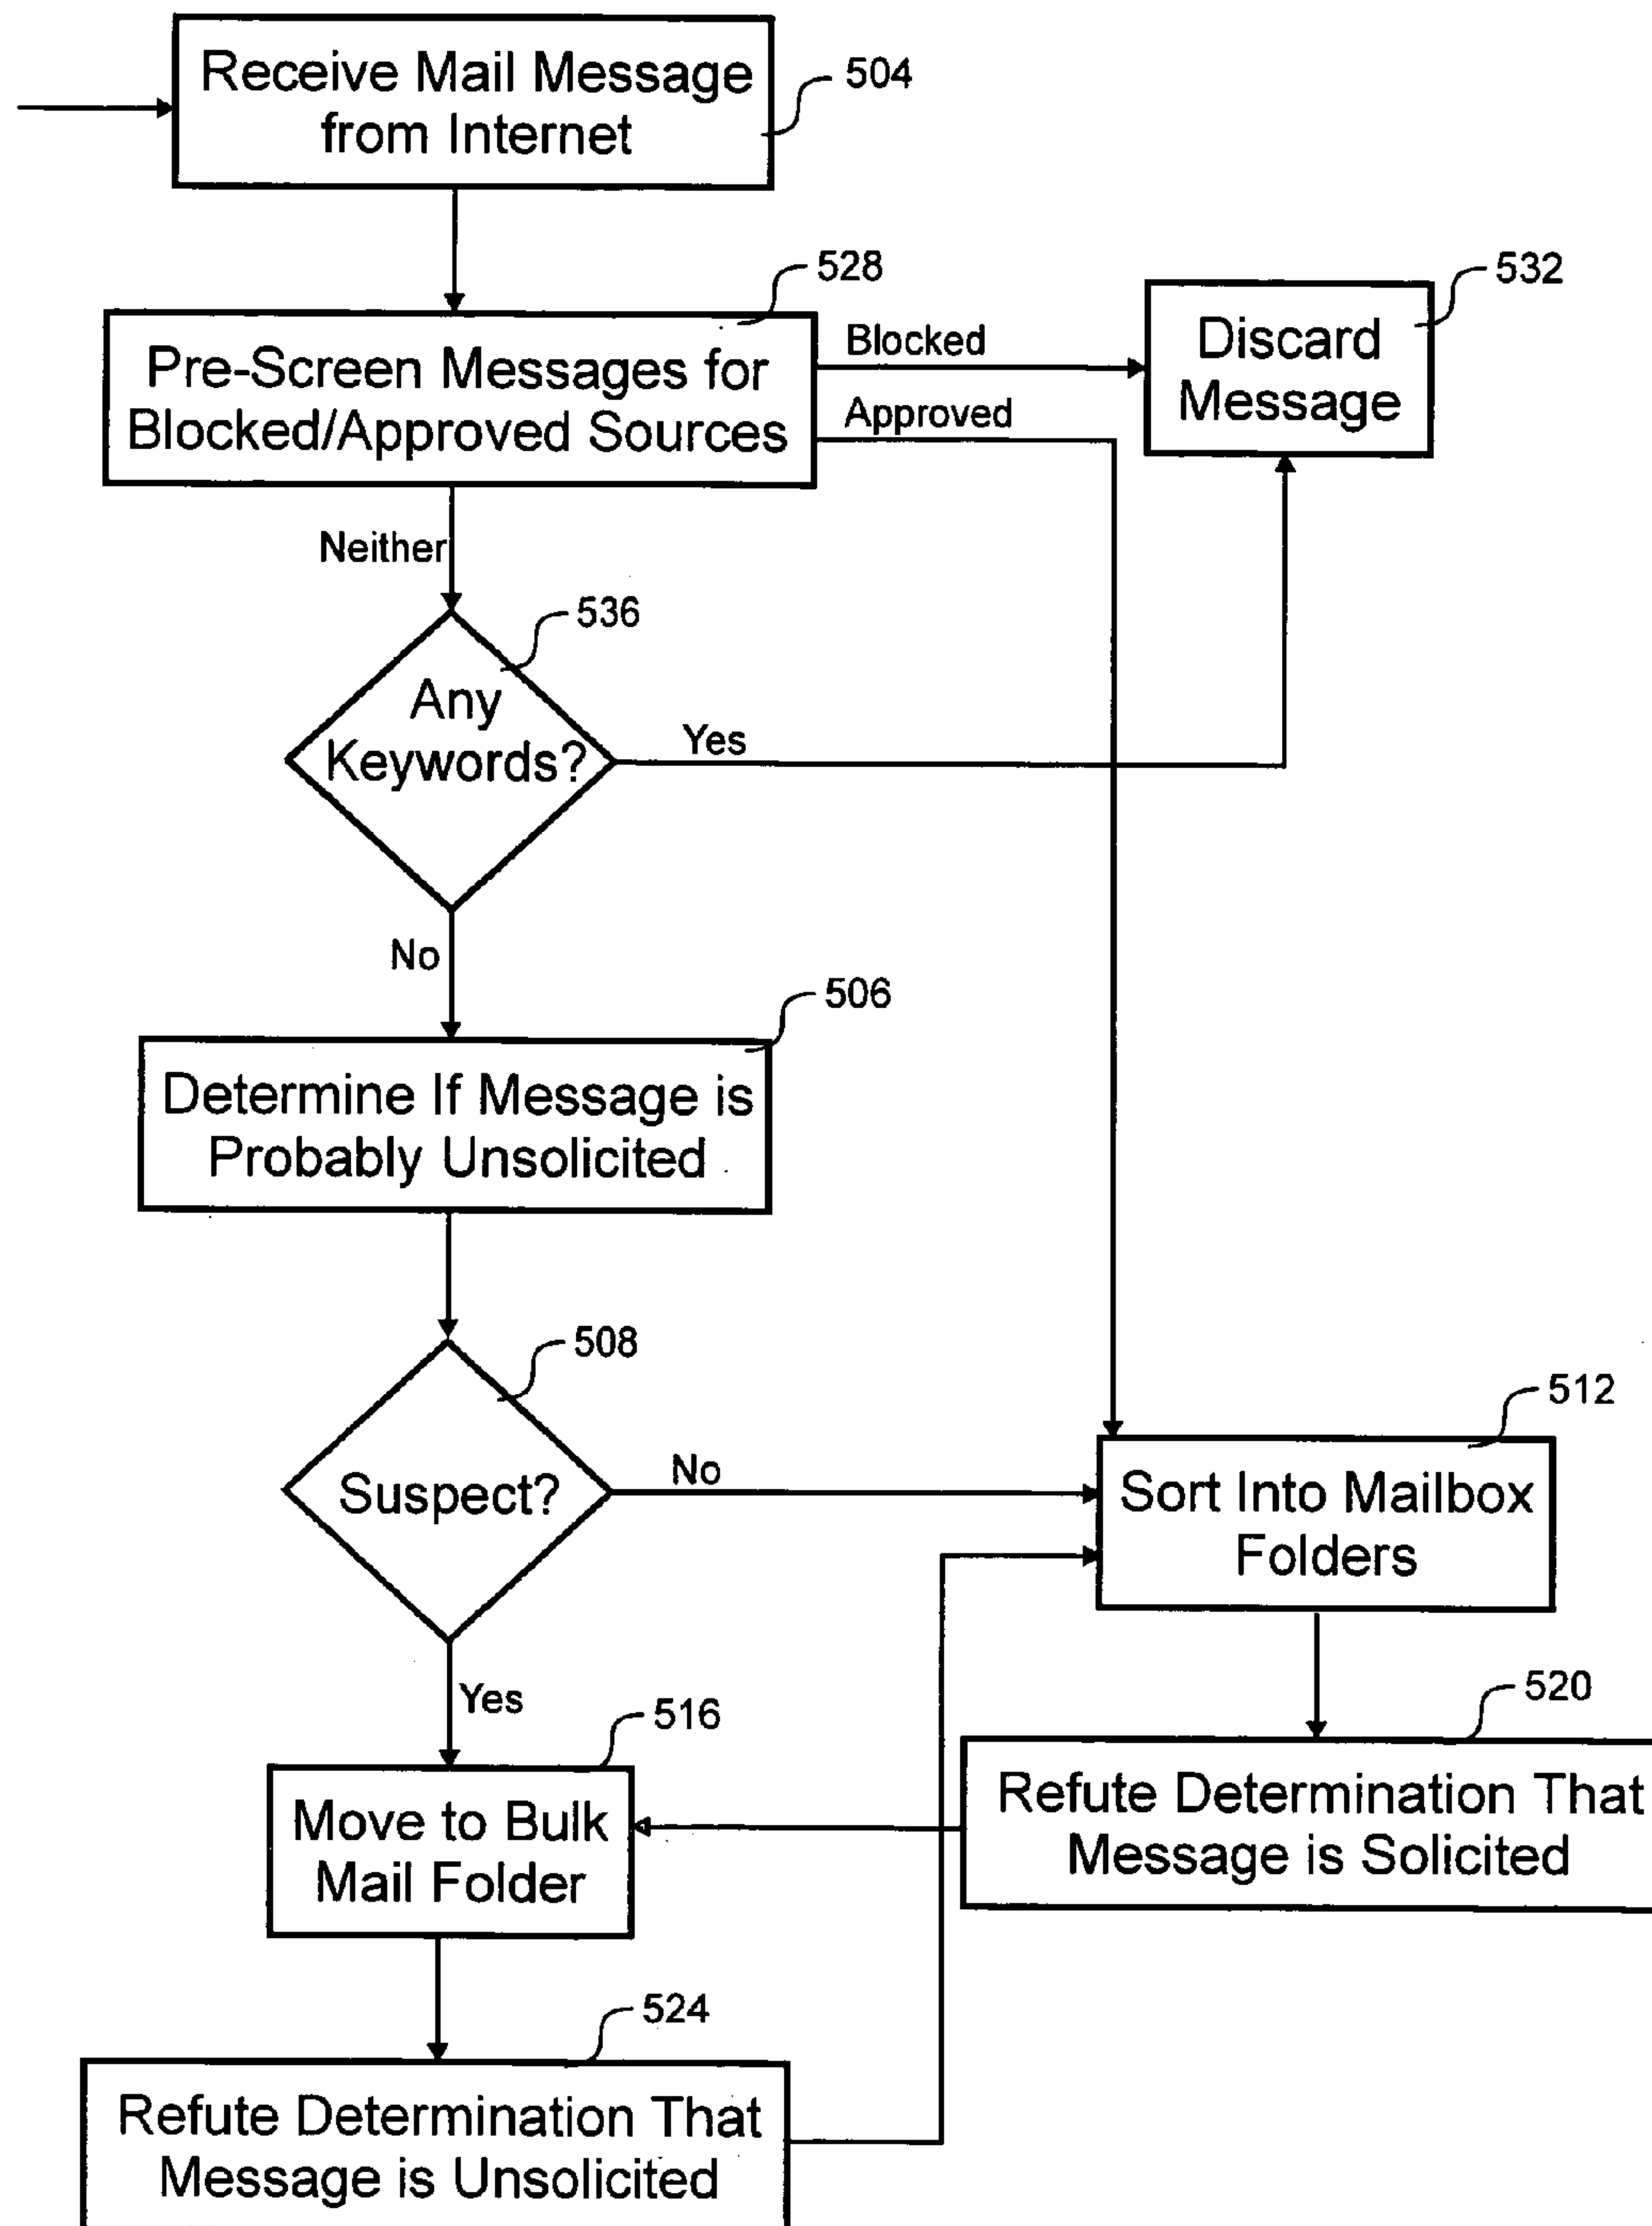 Receive Mail Message
from Internet
504
528
Pre-Screen Messages for
Blocked/Approved Sources
Blocked
Approved
532
Discard
Message
Neither
536
Any
Keywords?
Yes
No
506
Determine If Message is
Probably Unsolicited
508
Suspect?
No
512
Sort Into Mailbox
Folders
Yes
516
Move to Bulk
Mail Folder
520
Refute Determination That
Message is Solicited
524
Refute Determination That
Message is Unsolicited